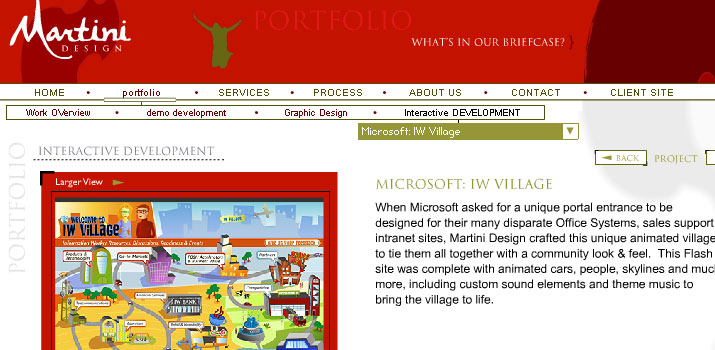 Martini
DESIGN
PORTFOLIO
WHAT'S IN OUR BRIEFCASE?
HOME • portfolio • SERVICES • PROCESS • ABOUT US • CONTACT • CLIENT SITE
Work OVerview • demo development • Graphic Design • Interactive DEVELOPMENT
Microsoft: IW Village
PORTFOLIO
INTERACTIVE DEVELOPMENT
BACK PROJECT
Larger View
WELCOME TO
IW VILLAGE
MICROSOFT: IW VILLAGE
When Microsoft asked for a unique portal entrance to be
designed for their many disparate Office Systems, sales support
intranet sites, Martini Design crafted this unique animated village
to tie them all together with a community look & feel. This Flash
site was complete with animated cars, people, skylines and much
more, including custom sound elements and theme music to
bring the village to life.
IW BANK